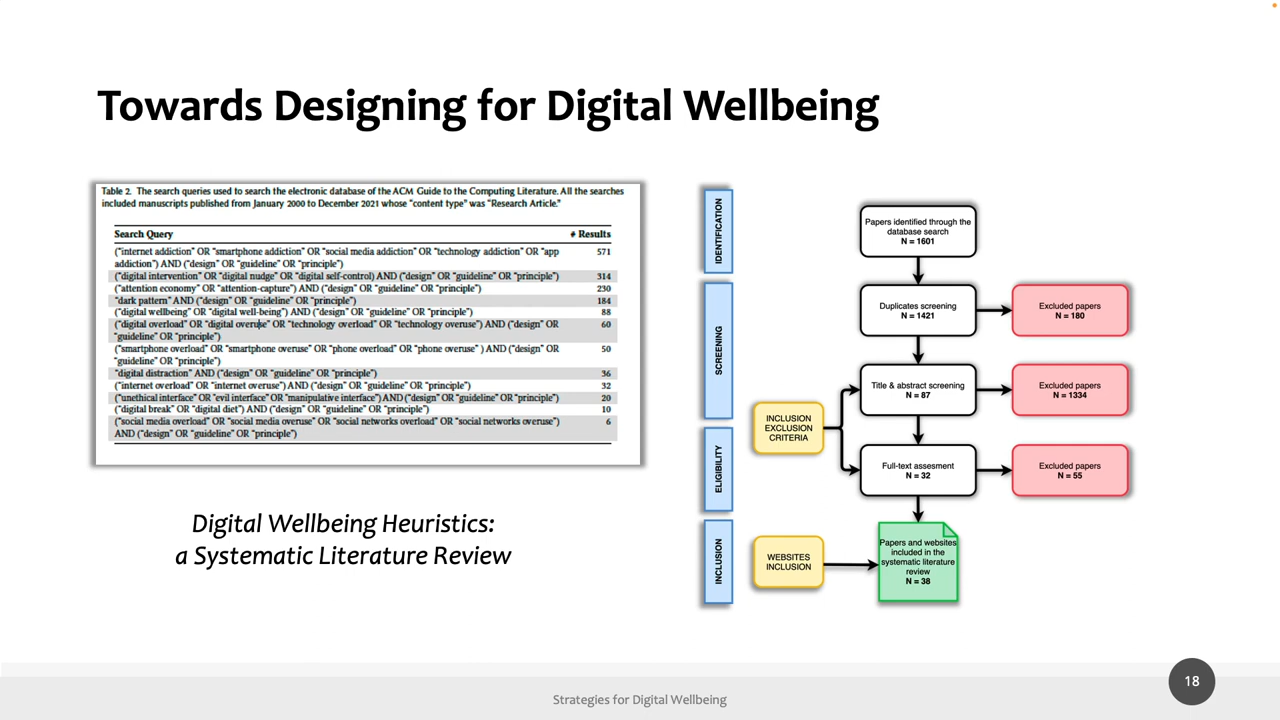 Towards Designing for Digital Wellbeing
Table 2. The search queries used to search the electronic database of the ACM Guide to the Computing Literature. All the searches
included manuscripts published from January 2000 to December 2021 whose "content type" was "Research Article."
Search Query # Results
("internet addiction" OR "smartphone addiction" OR "social media addiction" OR "technology addiction" OR "app 571
addiction") AND ("design" OR "guideline" OR "principle")
("digital intervention" OR "digital nudge" OR "digital self-control) AND ("design" OR "guideline" OR "principle") 314
("attention economy" OR "attention-capture") AND ("design" OR "guideline" OR "principle") 230
"dark pattern" AND ("design" OR "guideline" OR "principle") 184
("digital wellbeing" OR "digital well-being") AND ("design" OR "guideline" OR "principle") 88
("digital overload" OR "digital overuse" OR "technology overload" OR "technology overuse") AND ("design" OR 60
"guideline" OR "principle")
("smartphone overload" OR "smartphone overuse" OR "phone overload" OR "phone overuse" ) AND ("design" OR 50
"guideline" OR "principle")
"digital distraction" AND ("design" OR "guideline" OR "principle") 36
("internet overload" OR "internet overuse") AND ("design" OR "guideline" OR "principle") 32
("unethical interface" OR "evil interface" OR "manipulative interface") AND ("design" OR "guideline" OR "principle") 20
("digital break" OR "digital diet") AND ("design" OR "guideline" OR "principle") 10
("social media overload" OR "social media overuse" OR "social networks overload" OR "social networks overuse") 6
AND ("design" OR "guideline" OR "principle")
Digital Wellbeing Heuristics:
a Systematic Literature Review
IDENTIFICATION
SCREENING
ELIGIBILITY
INCLUSION
Papers identified through the
database search
N = 1601
Duplicates screening
N = 1421
Excluded papers
N = 180
Title & abstract screening
N = 87
Excluded papers
N = 1334
INCLUSION
EXCLUSION
CRITERIA
Full-text assesment
N = 32
Excluded papers
N = 55
WEBSITES
INCLUSION
Papers and websites
included in the
systematic literature
review
N = 38
Strategies for Digital Wellbeing
18